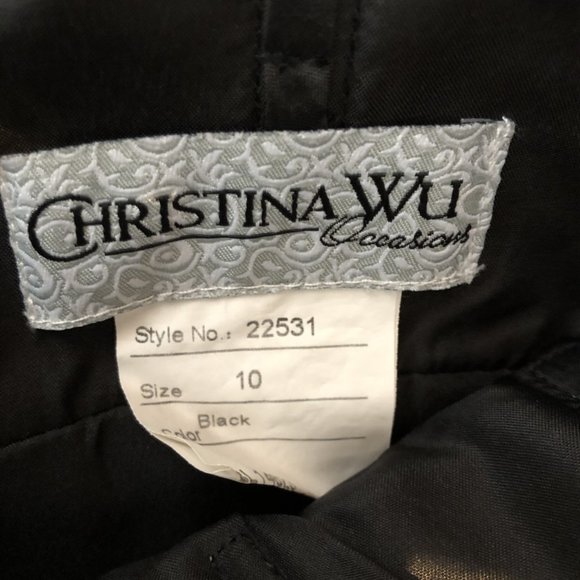 CHRISTINA WU
Occasions
Style No.: 22531
Size 10
Black
Color